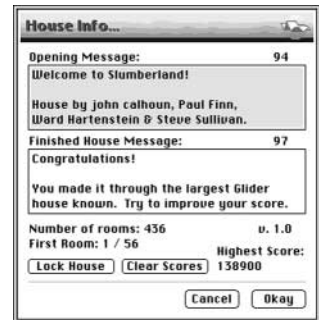 House Info...
Opening Message: 94
Welcome to Slumberland!
House by john calhoun, Paul Finn,
Ward Hartenstein & Steve Sullivan.
Finished House Message: 97
Congratulations!
You made it through the largest Glider
house known. Try to improve your score.
Number of rooms: 436 v. 1.0
First Room: 1 / 56
Highest Score:
Lock House Clear Scores 138900
Cancel Okay